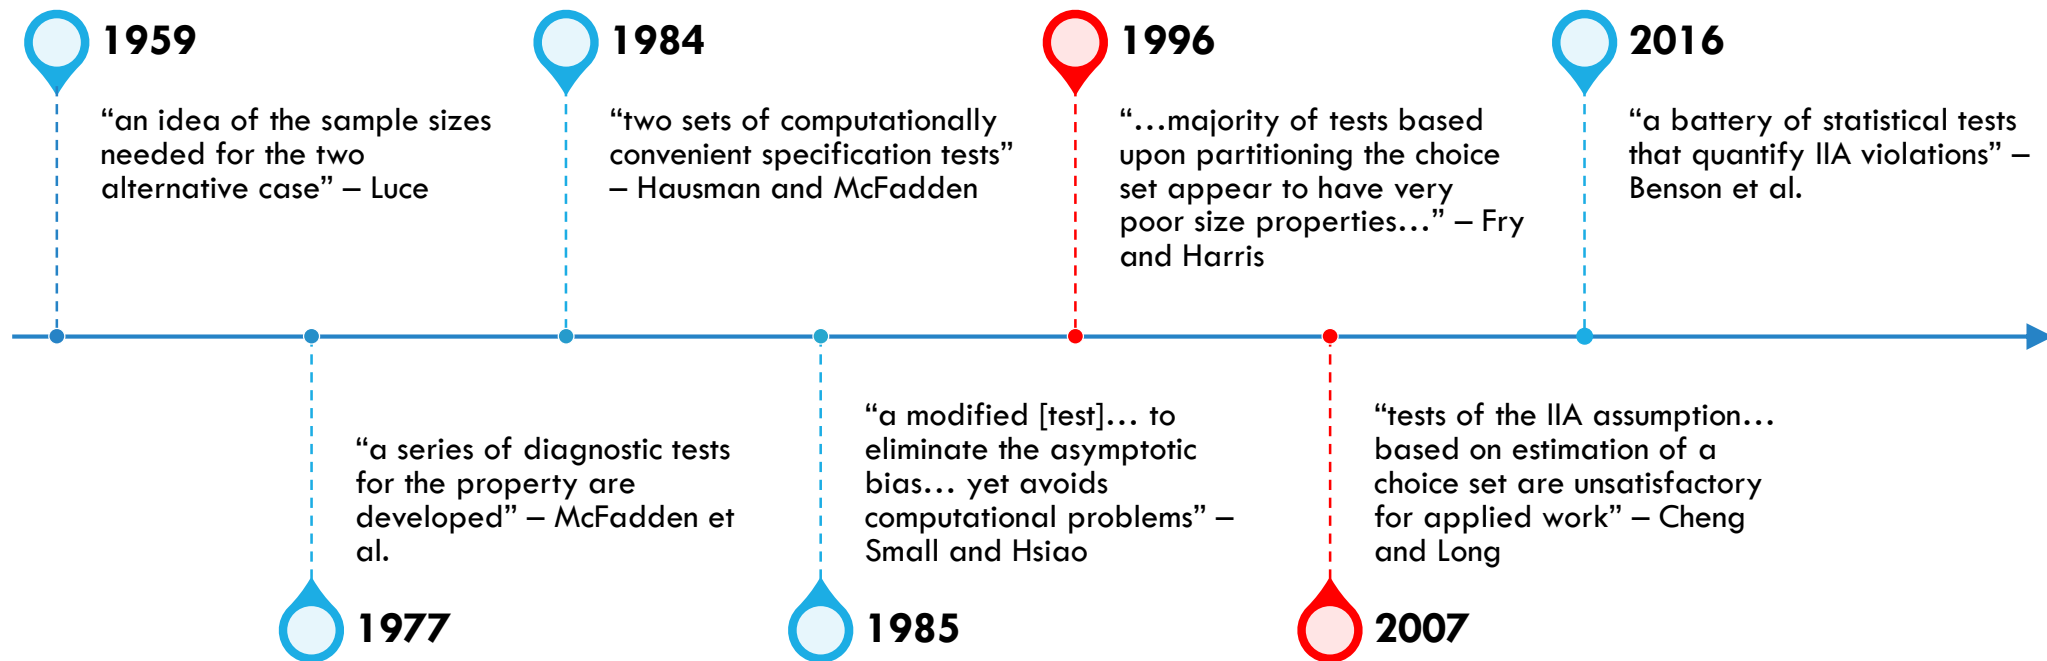 1959
“an idea of the sample sizes
needed for the two
alternative case” – Luce
1984
“two sets of computationally
convenient specification tests”
– Hausman and McFadden
1996
“…majority of tests based
upon partitioning the choice
set appear to have very
poor size properties…” – Fry
and Harris
2016
“a battery of statistical tests
that quantify IIA violations” –
Benson et al.
“a series of diagnostic tests
for the property are
developed” – McFadden et
al.
1977
“a modified [test]… to
eliminate the asymptotic
bias… yet avoids
computational problems” –
Small and Hsiao
1985
“tests of the IIA assumption…
based on estimation of a
choice set are unsatisfactory
for applied work” – Cheng
and Long
2007